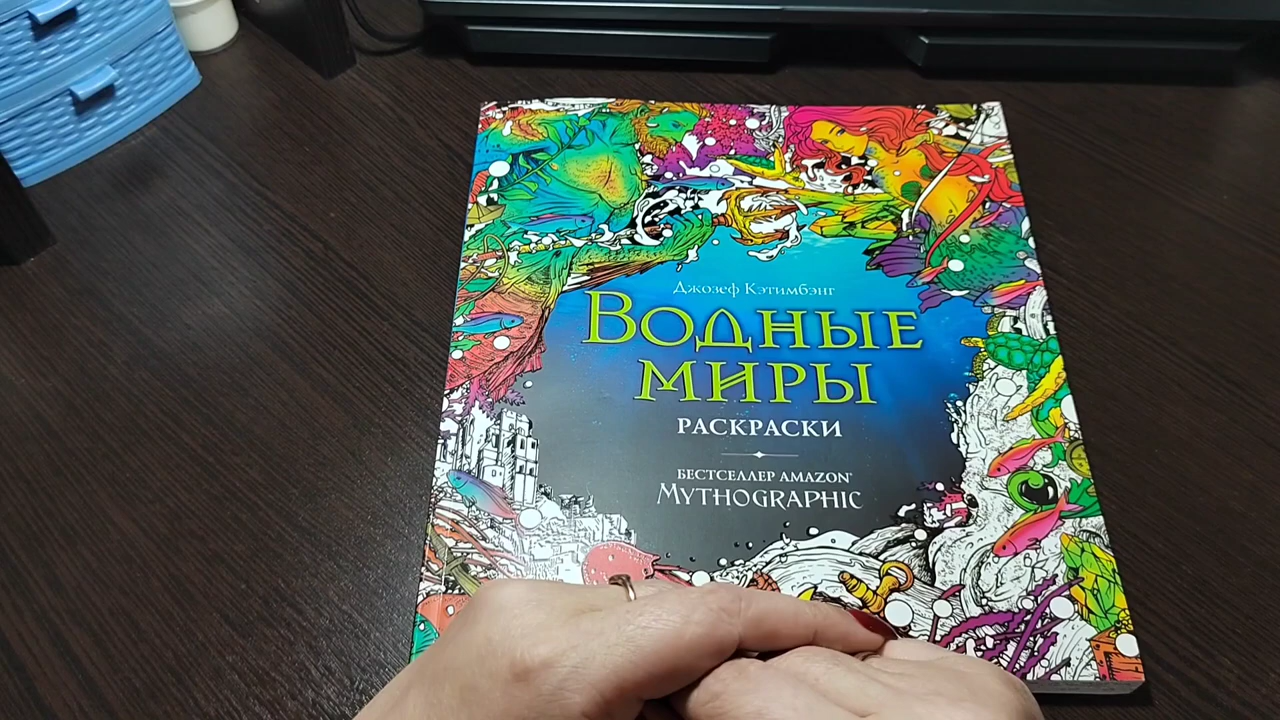 Джозеф Кэтимбэнг
Водные
миры
раскраски
бестселлер Amazon®
Mythographic